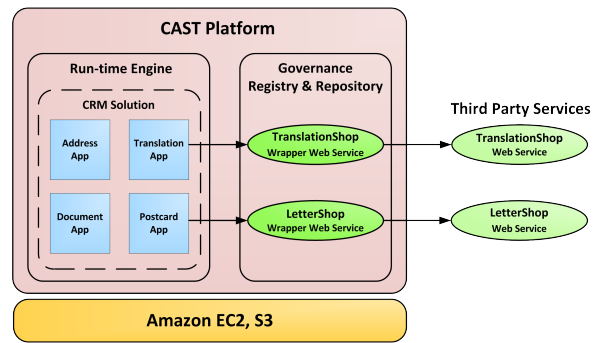 CAST Platform
Run-time Engine
CRM Solution
Address
App
Translation
App
Document
App
Postcard
App
Governance
Registry & Repository
TranslationShop
Wrapper Web Service
LetterShop
Wrapper Web Service
Third Party Services
TranslationShop
Web Service
LetterShop
Web Service
Amazon EC2, S3